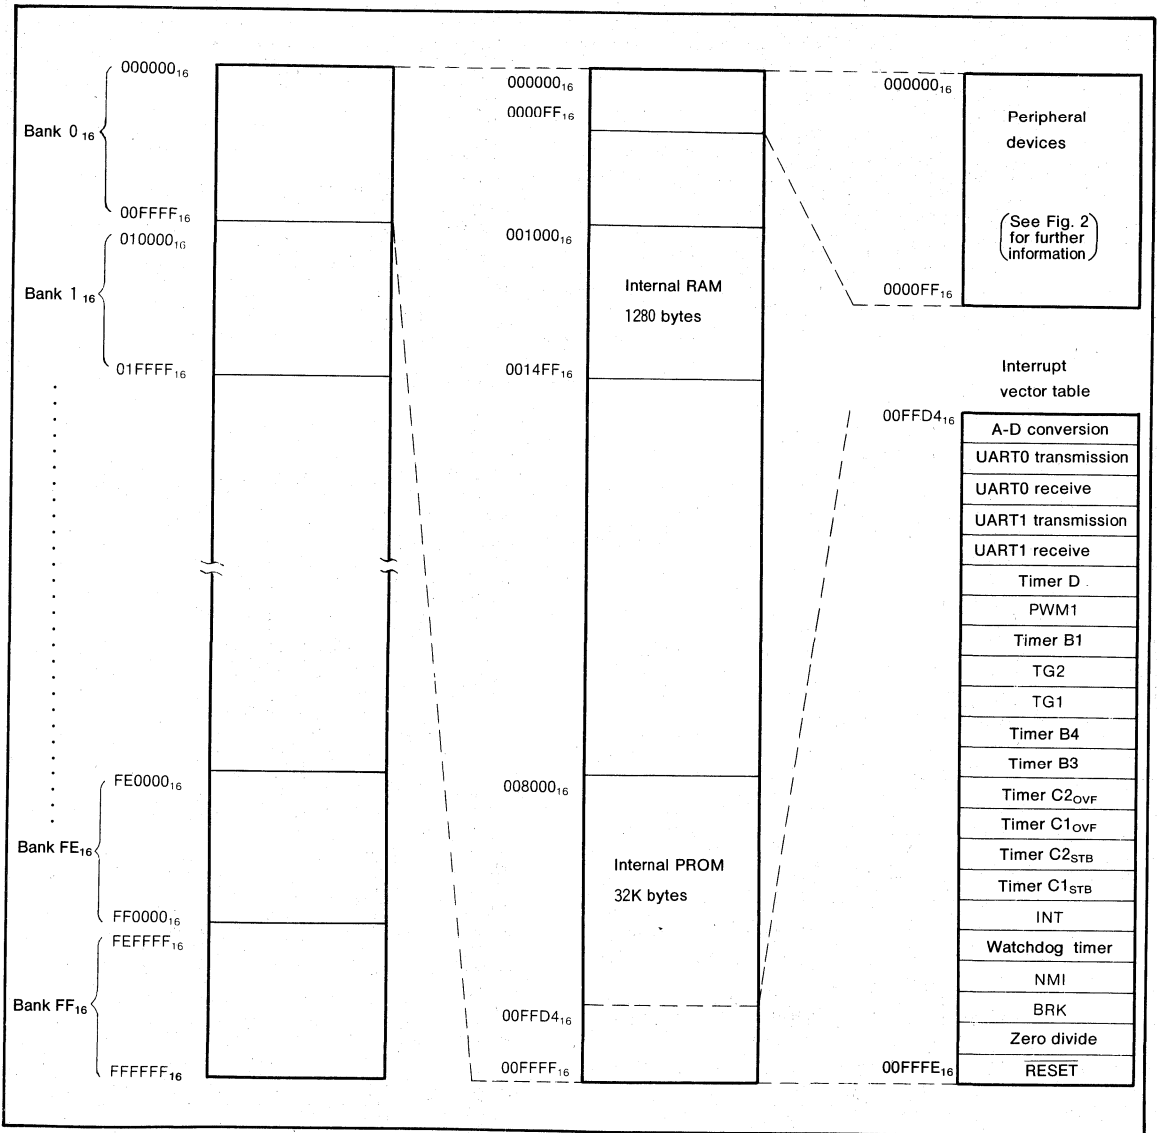 000000₁₆
Bank 0₁₆
00FFFF₁₆
010000₁₆
Bank 1₁₆
01FFFF₁₆
FE0000₁₆
Bank FE₁₆
FF0000₁₆
FEFFFF₁₆
Bank FF₁₆
FFFFFF₁₆
000000₁₆
0000FF₁₆
001000₁₆
Internal RAM
1280 bytes
0014FF₁₆
008000₁₆
Internal PROM
32K bytes
00FFD4₁₆
00FFFF₁₆
000000₁₆
Peripheral
devices
(See Fig. 2
for further
information)
0000FF₁₆
Interrupt
vector table
00FFD4₁₆
A-D conversion
UART0 transmission
UART0 receive
UART1 transmission
UART1 receive
Timer D
PWM1
Timer B1
TG2
TG1
Timer B4
Timer B3
Timer C2OVF
Timer C1OVF
Timer C2STB
Timer C1STB
INT
Watchdog timer
NMI
BRK
Zero divide
00FFFE₁₆
RESET